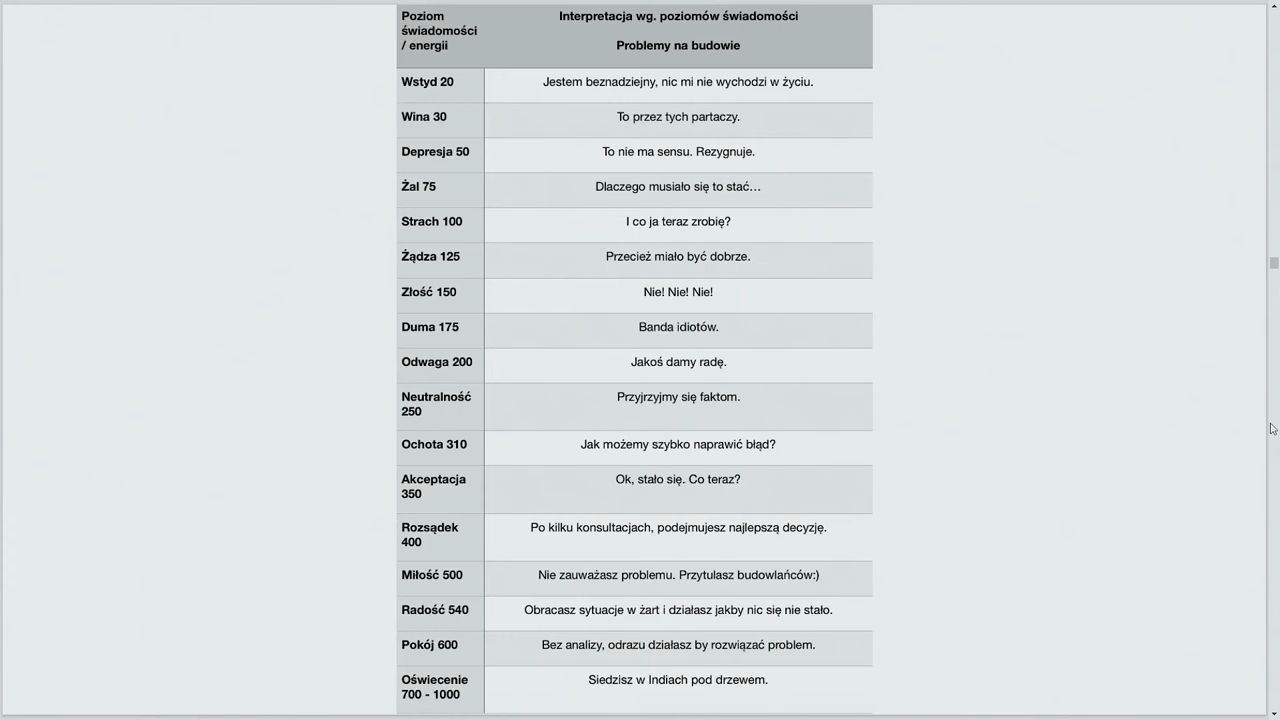 Poziom
świadomości
/ energii
Interpretacja wg. poziomów świadomości
Problemy na budowie
Wstyd 20
Jestem beznadziejny, nic mi nie wychodzi w życiu.
Wina 30
To przez tych partaczy.
Depresja 50
To nie ma sensu. Rezygnuje.
Żal 75
Dlaczego musiało się to stać…
Strach 100
I co ja teraz zrobię?
Żądza 125
Przecież miało być dobrze.
Złość 150
Nie! Nie! Nie!
Duma 175
Banda idiotów.
Odwaga 200
Jakoś damy radę.
Neutralność
250
Przyjrzyjmy się faktom.
Ochota 310
Jak możemy szybko naprawić błąd?
Akceptacja
350
Ok, stało się. Co teraz?
Rozsądek
400
Po kilku konsultacjach, podejmujesz najlepszą decyzję.
Miłość 500
Nie zauważasz problemu. Przytulasz budowlańców:)
Radość 540
Obracasz sytuacje w żart i działasz jakby nic się nie stało.
Pokój 600
Bez analizy, odrazu działasz by rozwiązać problem.
Oświecenie
700 - 1000
Siedzisz w Indiach pod drzewem.